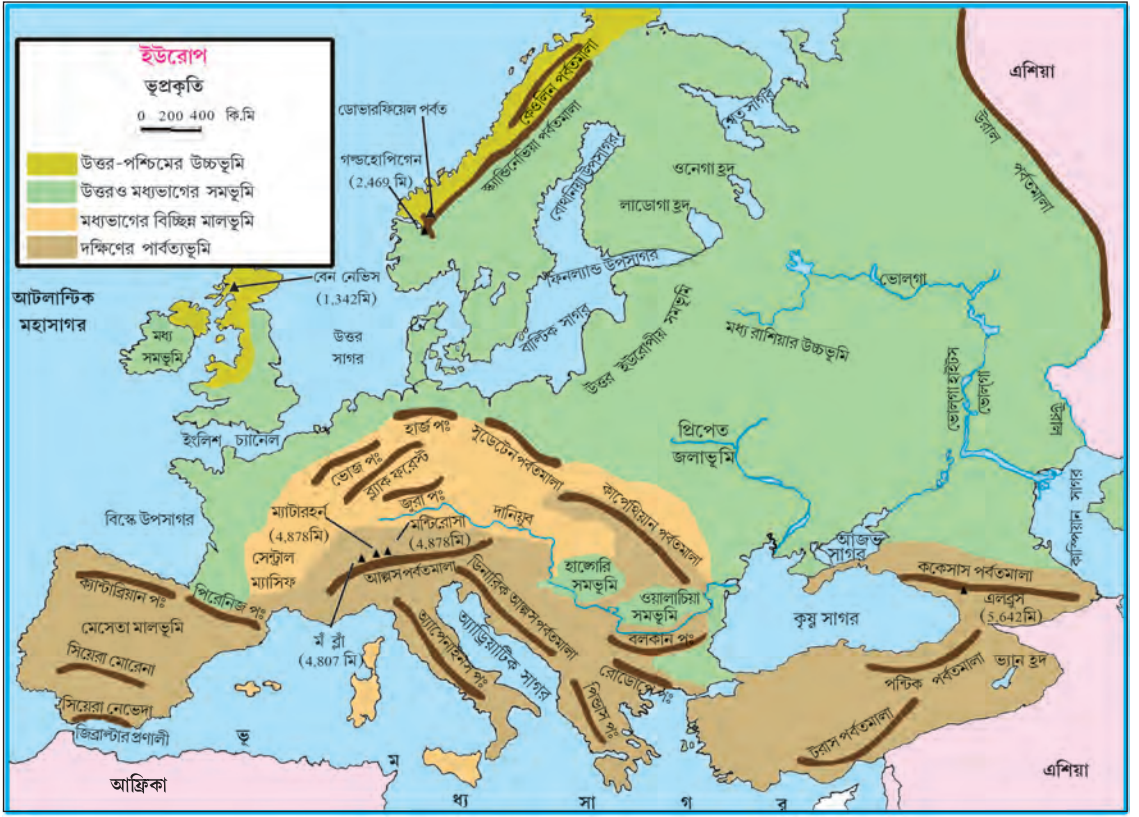 ইউরোপ
ভূপ্রকৃতি
0 200 400 কি.মি
উত্তর-পশ্চিমের উচ্চভূমি
উত্তরও মধ্যভাগের সমভূমি
মধ্যভাগের বিচ্ছিন্ন মালভূমি
দক্ষিণের পার্বত্যভূমি
এশিয়া
কেওলিন পর্বতমালা
স্ক্যান্ডিনেভিয়া পর্বতমালা
ডোভারফিয়েল পর্বত
গল্ডহোপিগেন
(2,469 মি)
শ্বেত সাগর
উরাল পর্বতমালা
ওনেগা হ্রদ
লাডোগা হ্রদ
বোথনিয়া উপসাগর
ফিনল্যান্ড উপসাগর
বেন নেভিস
(1,342মি)
আটলান্টিক
মহাসাগর
মধ্য
সমভূমি
উত্তর
সাগর
বাল্টিক সাগর
উত্তর ইউরোপীয় সমভূমি
ভোল্গা
মধ্য রাশিয়ার উচ্চভূমি
ভোল্গা হাইটস
ভোল্গা
উরাল
ইংলিশ চ্যানেল
হার্জ পঃ
সুডেটেন পর্বতমালা
প্রিপেত
জলাভূমি
ভোজ পঃ
ব্ল্যাক ফরেস্ট
জুরা পঃ
কার্পেথিয়ান পর্বতমালা
কাস্পিয়ান সাগর
বিস্কে উপসাগর
ম্যাটারহর্ন
(4,878মি)
মন্টিরোসা
(4,878মি)
দানিয়ুব
আজভ
সাগর
সেন্ট্রাল
ম্যাসিফ
আল্পস পর্বতমালা
হাঙ্গেরি
সমভূমি
ককেসাস পর্বতমালা
ক্যান্টাব্রিয়ান পঃ
পিরেনিজ পঃ
ডিনারিক আল্পস পর্বতমালা
ওয়ালাচিয়া
সমভূমি
এলব্রুস
(5,642মি)
মেসেতা মালভূমি
মঁ ব্লাঁ
(4,807 মি)
অ্যাপেনাইনস পঃ
অ্যাড্রিয়াটিক সাগর
বলকান পঃ
কৃষ্ণ সাগর
সিয়েরা মোরেনা
রোডোপে পঃ
পিন্ডাস পঃ
পন্টিক পর্বতমালা
ভ্যান হ্রদ
সিয়েরা নেভেদা
জিব্রাল্টার প্রণালী
টরাস পর্বতমালা
আফ্রিকা
ভূ ম ধ্য সা গ র
এশিয়া